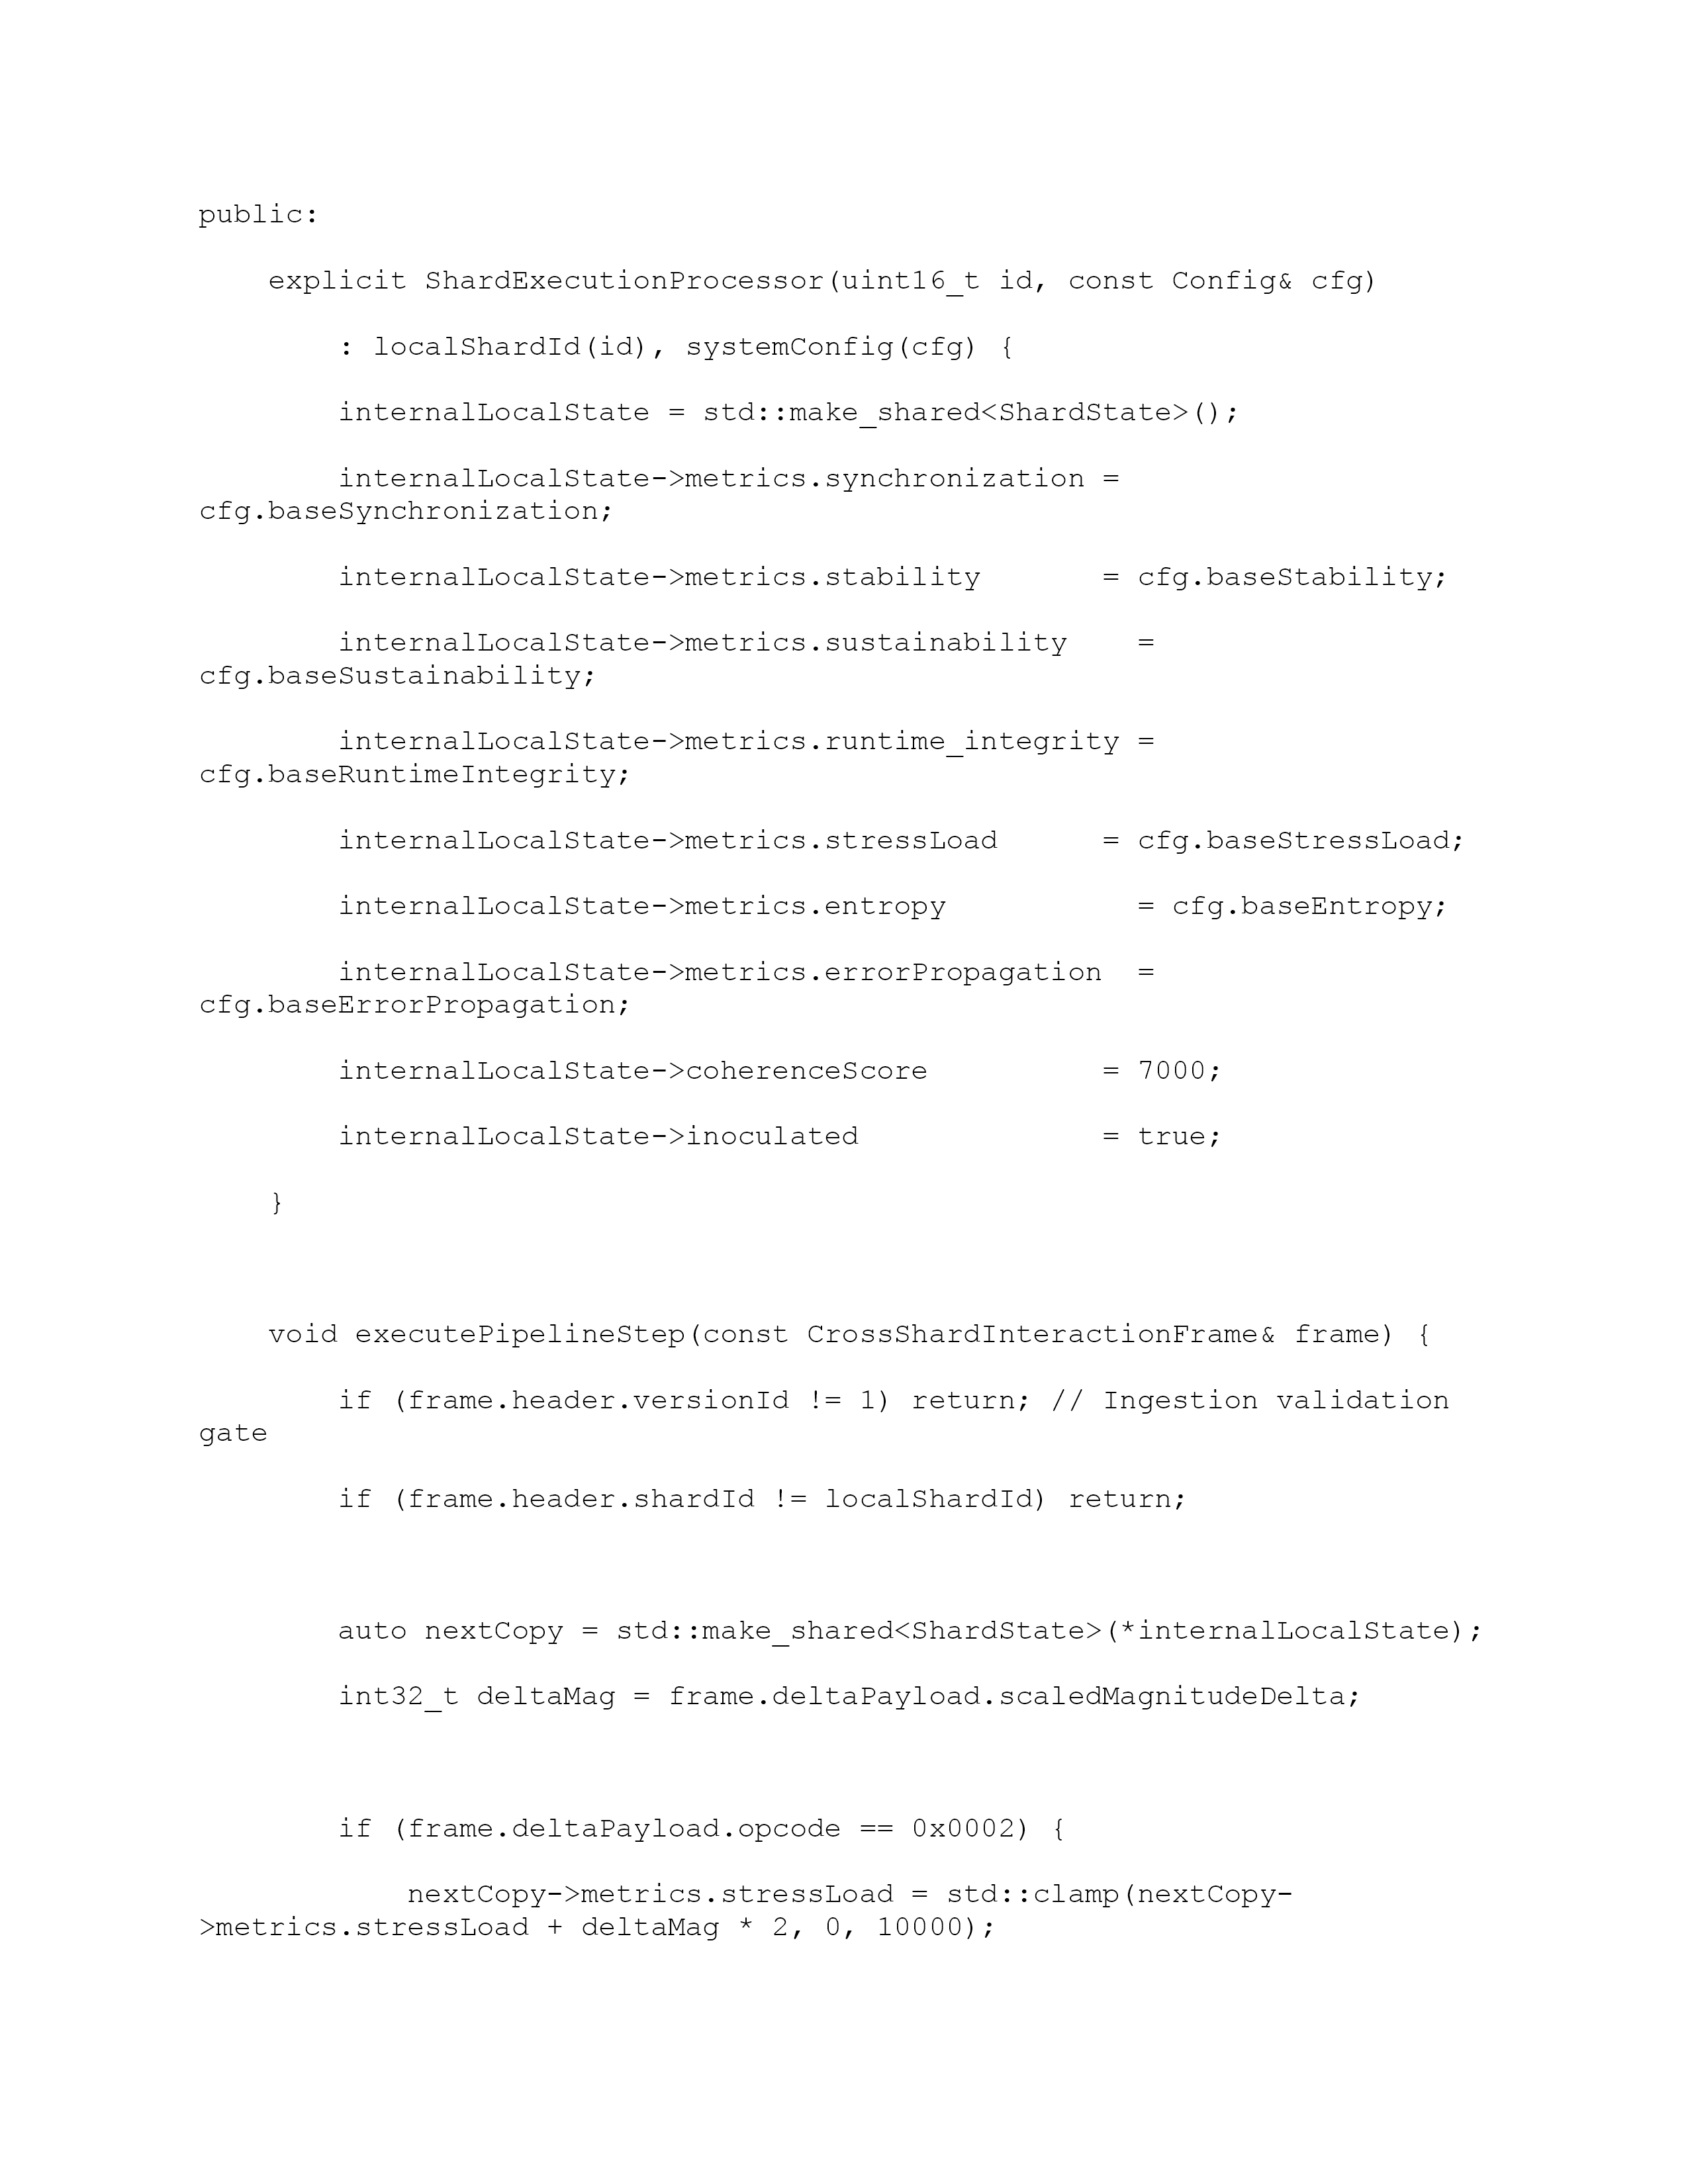 public:
    explicit ShardExecutionProcessor(uint16_t id, const Config& cfg)
        : localShardId(id), systemConfig(cfg) {
        internalLocalState = std::make_shared<ShardState>();
        internalLocalState->metrics.synchronization =
cfg.baseSynchronization;
        internalLocalState->metrics.stability       = cfg.baseStability;
        internalLocalState->metrics.sustainability    =
cfg.baseSustainability;
        internalLocalState->metrics.runtime_integrity =
cfg.baseRuntimeIntegrity;
        internalLocalState->metrics.stressLoad      = cfg.baseStressLoad;
        internalLocalState->metrics.entropy           = cfg.baseEntropy;
        internalLocalState->metrics.errorPropagation  =
cfg.baseErrorPropagation;
        internalLocalState->coherenceScore          = 7000;
        internalLocalState->inoculated              = true;
    }
    void executePipelineStep(const CrossShardInteractionFrame& frame) {
        if (frame.header.versionId != 1) return; // Ingestion validation
gate
        if (frame.header.shardId != localShardId) return;
        auto nextCopy = std::make_shared<ShardState>(*internalLocalState);
        int32_t deltaMag = frame.deltaPayload.scaledMagnitudeDelta;
        if (frame.deltaPayload.opcode == 0x0002) {
            nextCopy->metrics.stressLoad = std::clamp(nextCopy-
>metrics.stressLoad + deltaMag * 2, 0, 10000);